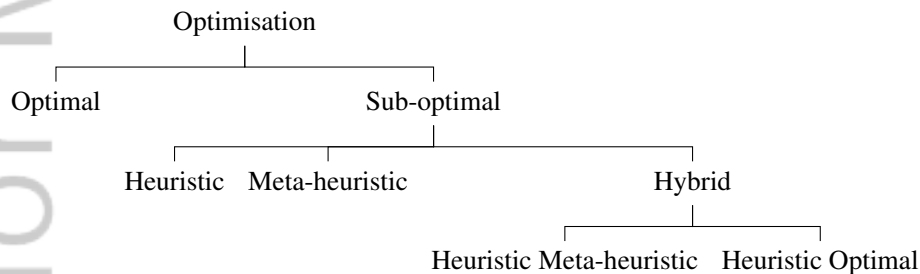 Optimisation
Optimal Sub-optimal
Heuristic Meta-heuristic Hybrid
Heuristic Meta-heuristic Heuristic Optimal